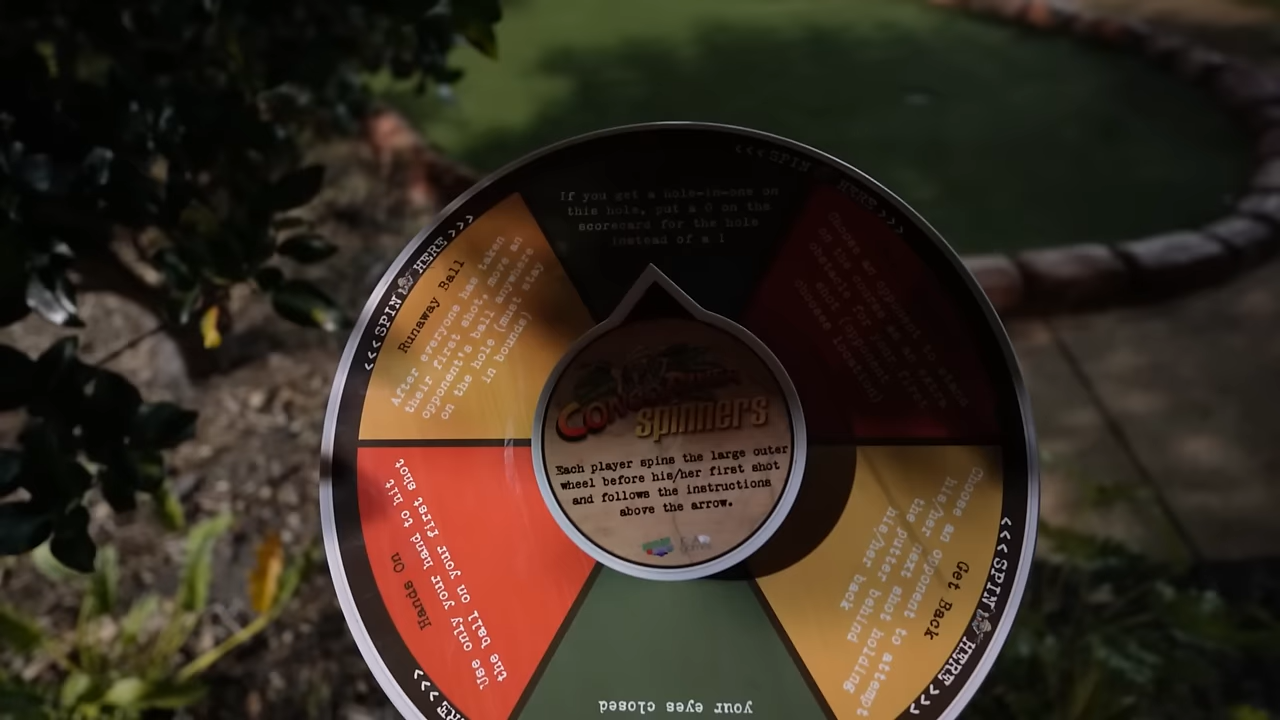 <<<SPIN
HERE>>>
If you get a hole-in-one on
this hole, put a 0 on the
scorecard for the hole
instead of a 1
<<<SPIN HERE>>>
Runaway Ball
After everyone has taken
their first shot, move an
opponent's ball anywhere
on the hole (must stay
in bounds)
Choose an opponent to
spinners
Each player spins the large outer
wheel before his/her first shot
and follows the instructions
above the arrow.
Hands On
Use only your hand to hit
the ball on your first shot
<<<
HERE
<<<SPIN HERE>>>
Get Back
Choose an opponent to attempt
his/her next shot holding
the putter behind
his/her back
your eyes closed